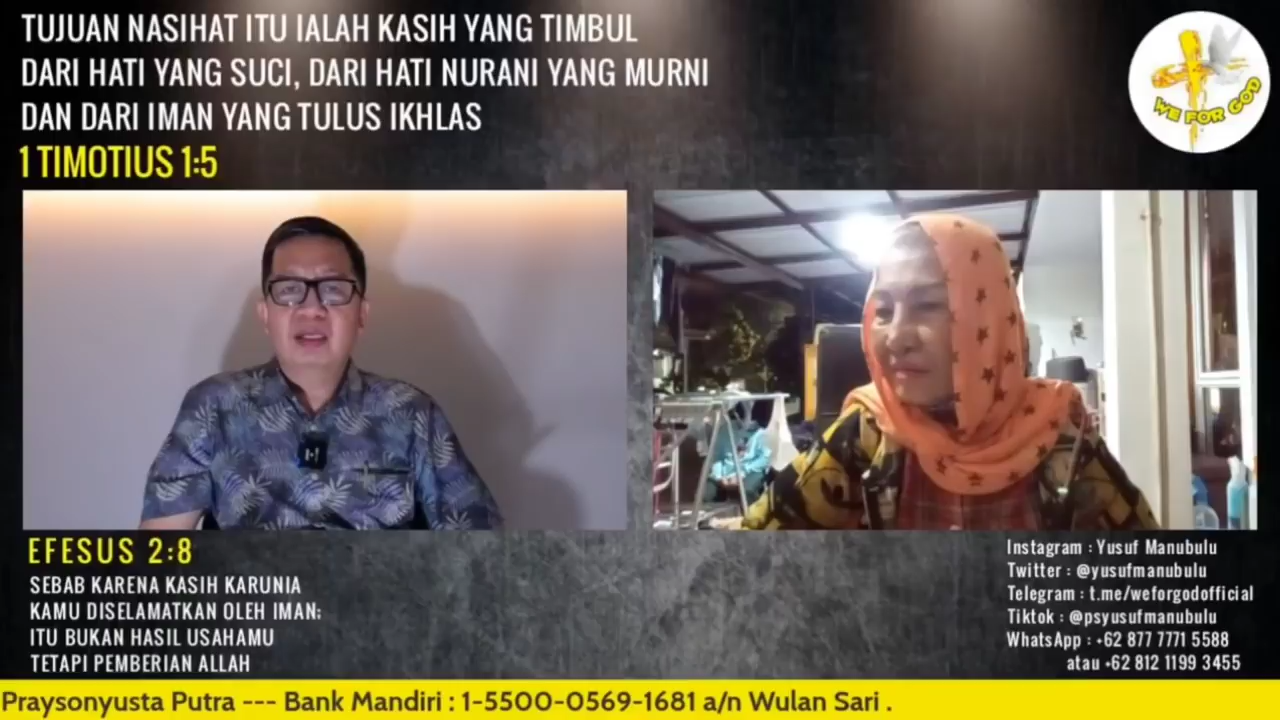 TUJUAN NASIHAT ITU IALAH KASIH YANG TIMBUL
DARI HATI YANG SUCI, DARI HATI NURANI YANG MURNI
DAN DARI IMAN YANG TULUS IKHLAS
1 TIMOTIUS 1:5
WE FOR GOD
EFESUS 2:8
SEBAB KARENA KASIH KARUNIA
KAMU DISELAMATKAN OLEH IMAN;
ITU BUKAN HASIL USAHAMU
TETAPI PEMBERIAN ALLAH
Instagram : Yusuf Manubulu
Twitter : @yusufmanubulu
Telegram : t.me/weforgodofficial
Tiktok : @psyusufmanubulu
WhatsApp : +62 877 7771 5588
atau +62 812 1199 3455
Praysonyusta Putra --- Bank Mandiri : 1-5500-0569-1681 a/n Wulan Sari .